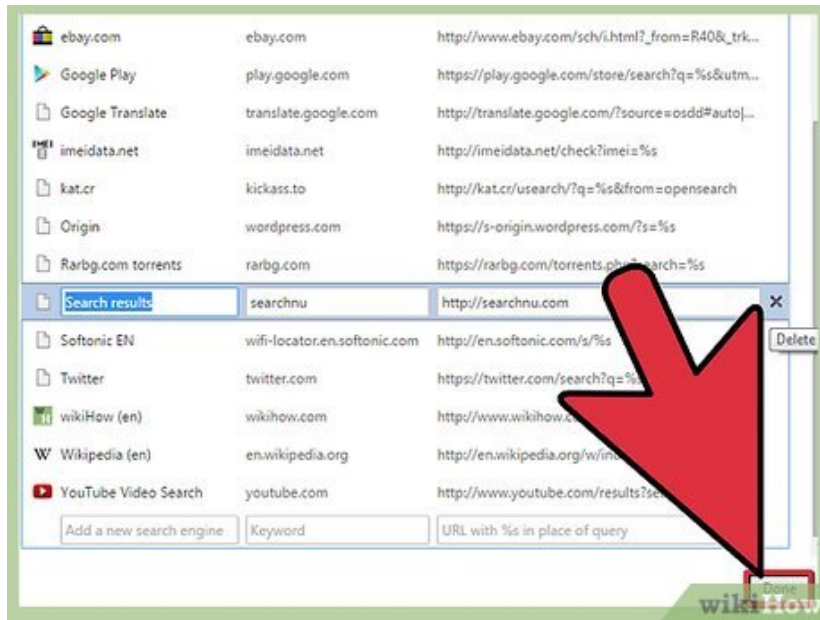 ebay.com ebay.com http://www.ebay.com/sch/i.html?_from=R40&_trk...
Google Play play.google.com https://play.google.com/store/search?q=%s&utm...
Google Translate translate.google.com http://translate.google.com/?source=osdd#auto|...
IMEI imeidata.net imeidata.net http://imeidata.net/check?imei=%s
kat.cr kickass.to http://kat.cr/usearch/?q=%s&from=opensearch
Origin wordpress.com https://s-origin.wordpress.com/?s=%s
Rarbg.com torrents rarbg.com https://rarbg.com/torrents.php?search=%s
Search results searchnu http://searchnu.com ×
Softonic EN wifi-locator.en.softonic.com http://en.softonic.com/s/%s Delete
Twitter twitter.com https://twitter.com/search?q=%s
H wikiHow (en) wikihow.com http://www.wikihow.c
W Wikipedia (en) en.wikipedia.org http://en.wikipedia.org/w/in
YouTube Video Search youtube.com http://www.youtube.com/results?se
Add a new search engine Keyword URL with %s in place of query
Done
wikiHow